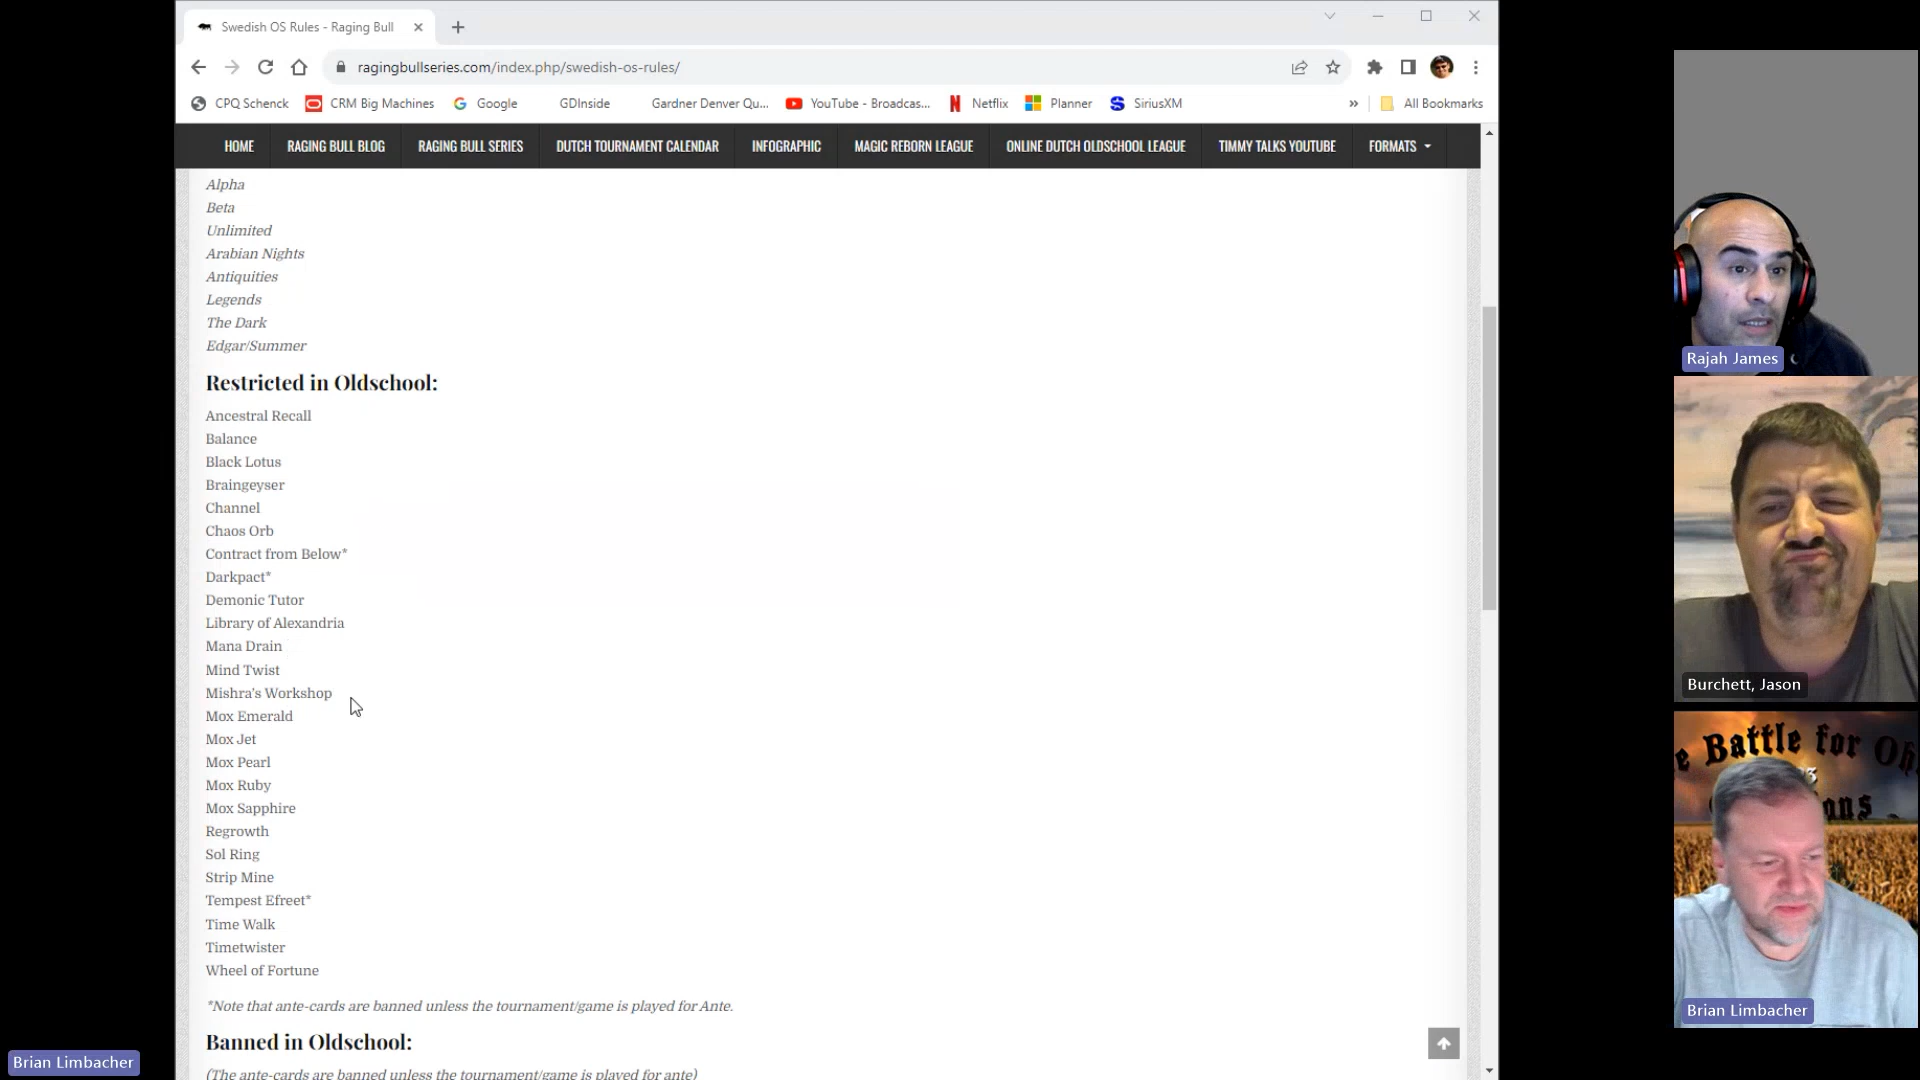 Swedish OS Rules - Raging Bull
ragingbullseries.com/index.php/swedish-os-rules/
CPQ Schenck
CRM Big Machines
Google
GDInside
Gardner Denver Qu...
YouTube - Broadcas...
Netflix
Planner
SiriusXM
»
All Bookmarks
HOME
RAGING BULL BLOG
RAGING BULL SERIES
DUTCH TOURNAMENT CALENDAR
INFOGRAPHIC
MAGIC REBORN LEAGUE
ONLINE DUTCH OLDSCHOOL LEAGUE
TIMMY TALKS YOUTUBE
FORMATS
Alpha
Beta
Unlimited
Arabian Nights
Antiquities
Legends
The Dark
Edgar/Summer
Restricted in Oldschool:
Ancestral Recall
Balance
Black Lotus
Braingeyser
Channel
Chaos Orb
Contract from Below*
Darkpact*
Demonic Tutor
Library of Alexandria
Mana Drain
Mind Twist
Mishra's Workshop
Mox Emerald
Mox Jet
Mox Pearl
Mox Ruby
Mox Sapphire
Regrowth
Sol Ring
Strip Mine
Tempest Efreet*
Time Walk
Timetwister
Wheel of Fortune
*Note that ante-cards are banned unless the tournament/game is played for Ante.
Banned in Oldschool:
(The ante-cards are banned unless the tournament/game is played for ante)
Rajah James
Burchett, Jason
Battle for Oh
Brian Limbacher
Brian Limbacher